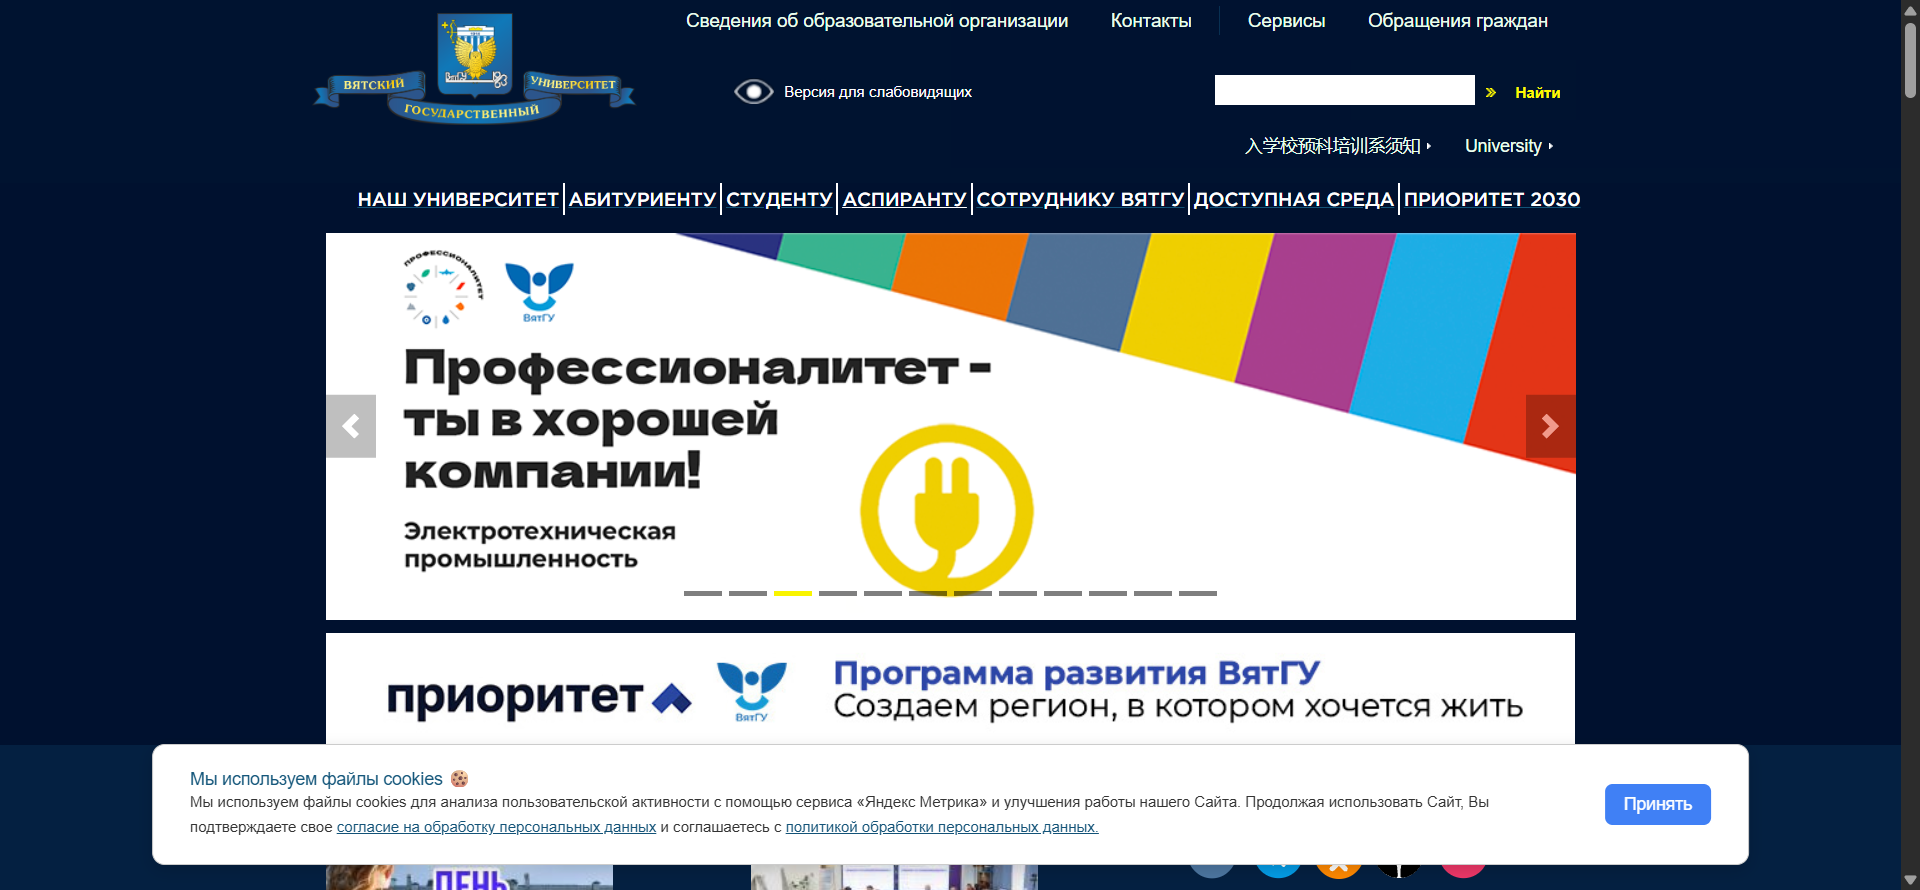 Сведения об образовательной организации Контакты Сервисы Обращения граждан
ВЯТСКИЙ ГОСУДАРСТВЕННЫЙ УНИВЕРСИТЕТ
Версия для слабовидящих
» Найти
入学校预科培训系须知 University
НАШ УНИВЕРСИТЕТ АБИТУРИЕНТУ СТУДЕНТУ АСПИРАНТУ СОТРУДНИКУ ВЯТГУ ДОСТУПНАЯ СРЕДА ПРИОРИТЕТ 2030
ПРОФЕССИОНАЛИТЕТ
ВятГУ
Профессионалитет -
ты в хорошей
компании!
Электротехническая
промышленность
приоритет
ВятГУ
Программа развития ВятГУ
Создаем регион, в котором хочется жить
Мы используем файлы cookies 🍪
Мы используем файлы cookies для анализа пользовательской активности с помощью сервиса «Яндекс Метрика» и улучшения работы нашего Сайта. Продолжая использовать Сайт, Вы
подтверждаете свое согласие на обработку персональных данных и соглашаетесь с политикой обработки персональных данных.
Принять
ДЕНЬ